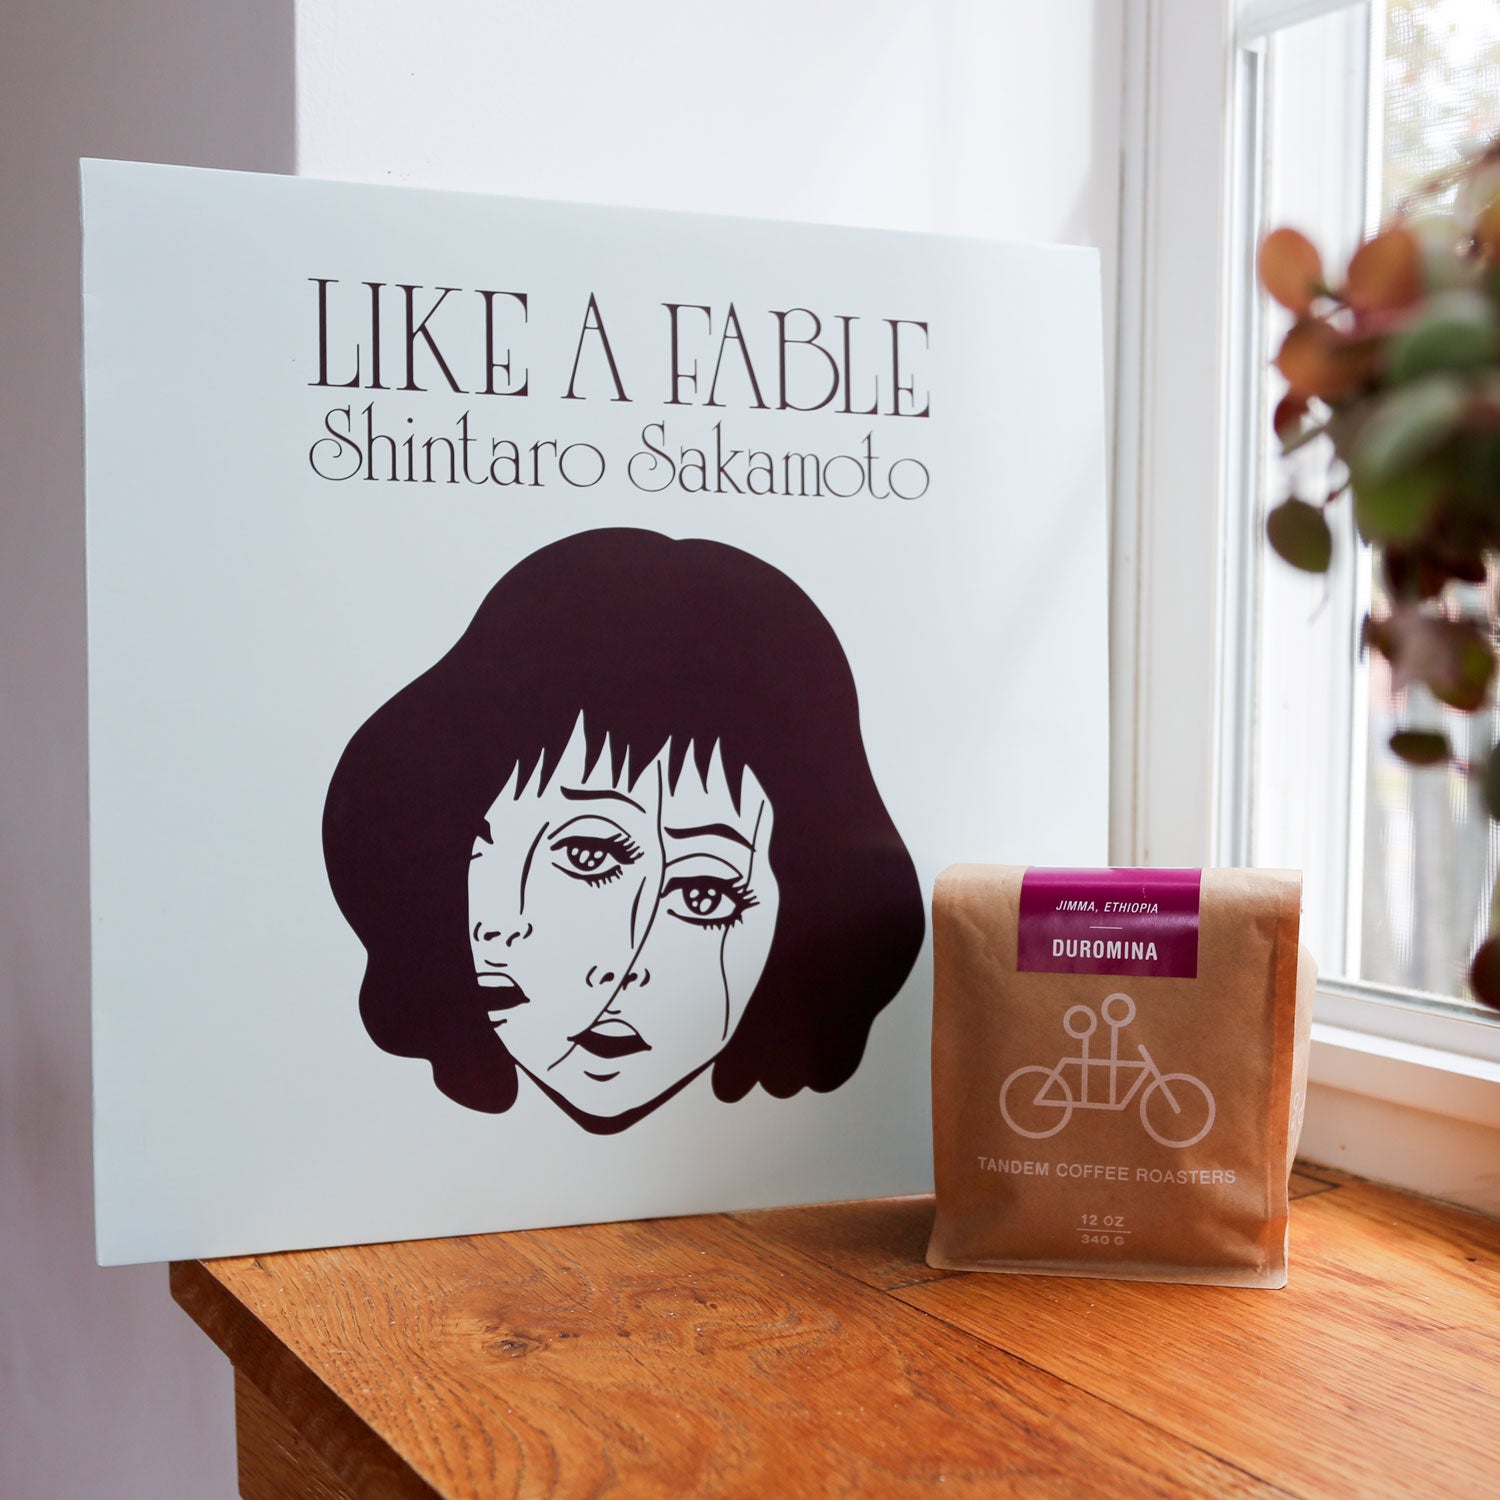 LIKE A FABLE
Shintaro Sakamoto
JIMMA, ETHIOPIA
DUROMINA
TANDEM COFFEE ROASTERS
12 OZ
340 G